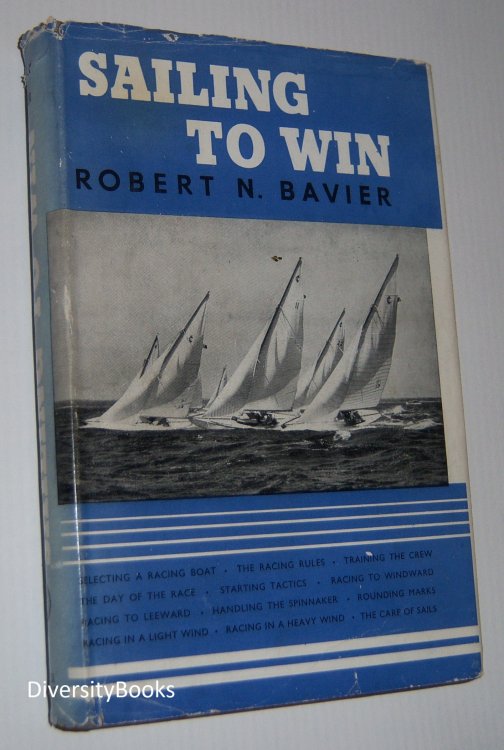 SAILING
TO WIN
ROBERT N. BAVIER
SELECTING A RACING BOAT · THE RACING RULES · TRAINING THE CREW
THE DAY OF THE RACE · STARTING TACTICS · RACING TO WINDWARD
RACING TO LEEWARD · HANDLING THE SPINNAKER · ROUNDING MARKS
RACING IN A LIGHT WIND · RACING IN A HEAVY WIND · THE CARE OF SAILS
DiversityBooks